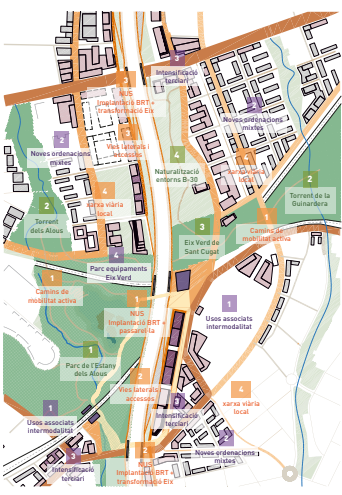 3
Intensificació
terciari
3
NUS
Implantació BRT +
transformació Eix
2
Noves ordenacions
mixtes
3
Vies laterals i
accessos
2
Noves ordenacions
mixtes
4
Naturalització
entorns B-30
4
xarxa viària
local
4
xarxa viària
local
2
Torrent de la
Guinardera
2
Torrent
dels Alous
3
Eix Verd de
Sant Cugat
1
Camins de
mobilitat activa
4
Parc equipaments
Eix Verd
1
Camins de
mobilitat activa
1
NUS
Implantació BRT +
passarel·la
1
Usos associats
intermodalitat
1
Parc de l'Estany
dels Alous
2
Vies laterals
accessos
4
xarxa viària
local
1
Usos associats
intermodalitat
3
Intensificació
terciari
2
Noves ordenacions
mixtes
3
Intensificació
terciari
2
NUS
Implantació BRT +
transformació Eix